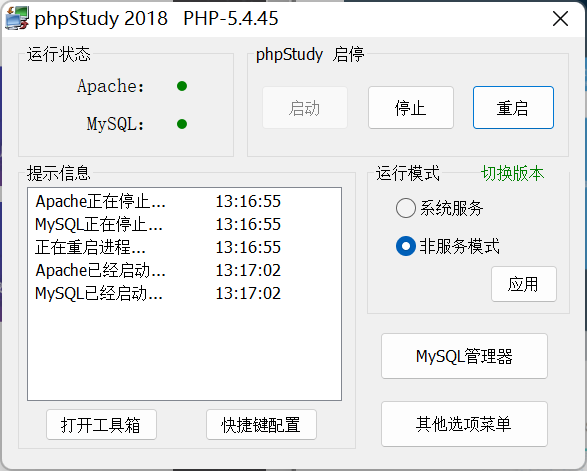 phpStudy 2018   PHP-5.4.45
运行状态
Apache:
MySQL:
phpStudy 启停
启动
停止
重启
提示信息
Apache正在停止... 13:16:55
MySQL正在停止... 13:16:55
正在重启进程... 13:16:55
Apache已经启动... 13:17:02
MySQL已经启动... 13:17:02
打开工具箱
快捷键配置
运行模式
切换版本
系统服务
非服务模式
应用
MySQL管理器
其他选项菜单